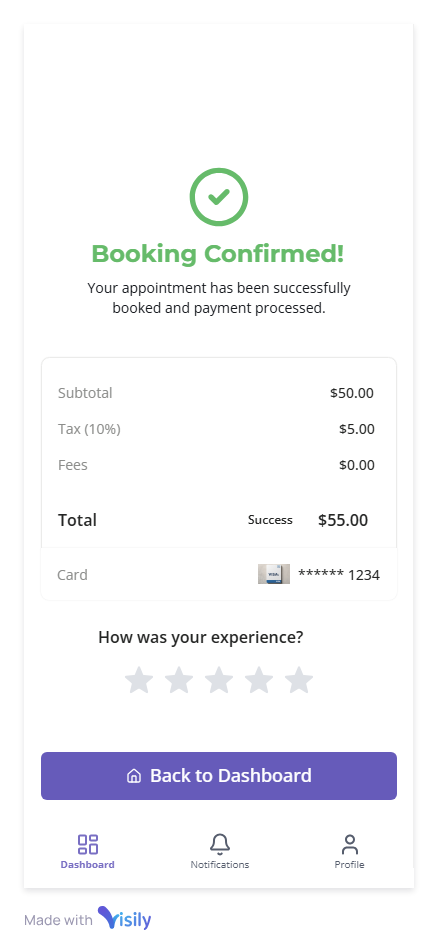 Booking Confirmed!
Your appointment has been successfully
booked and payment processed.
Subtotal $50.00
Tax (10%) $5.00
Fees $0.00
Total Success $55.00
Card VISA ****** 1234
How was your experience?
Back to Dashboard
Dashboard Notifications Profile
Made with Visily